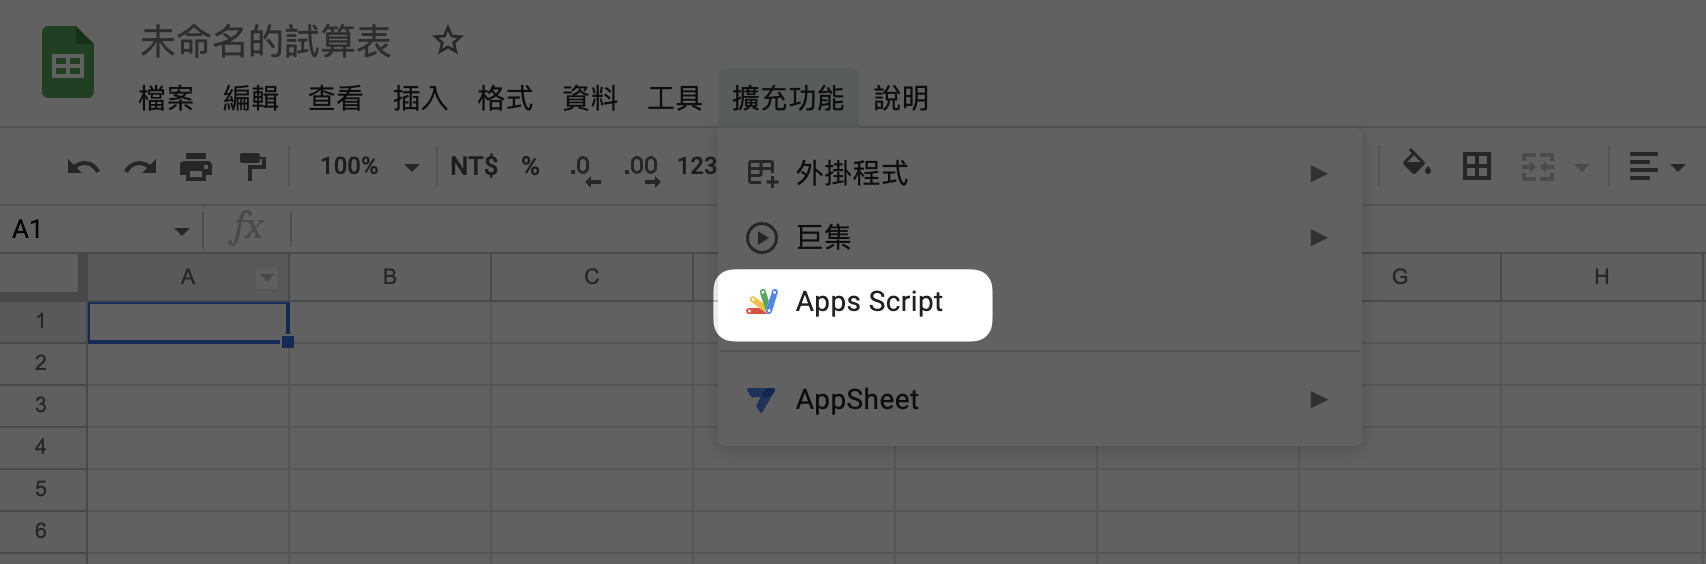 未命名的試算表
檔案 編輯 查看 插入 格式 資料 工具 擴充功能 說明
100% NT$ % .0 .00 123
外掛程式
A1 fx
巨集
A B C G H
Apps Script
1
2
AppSheet
3
4
5
6